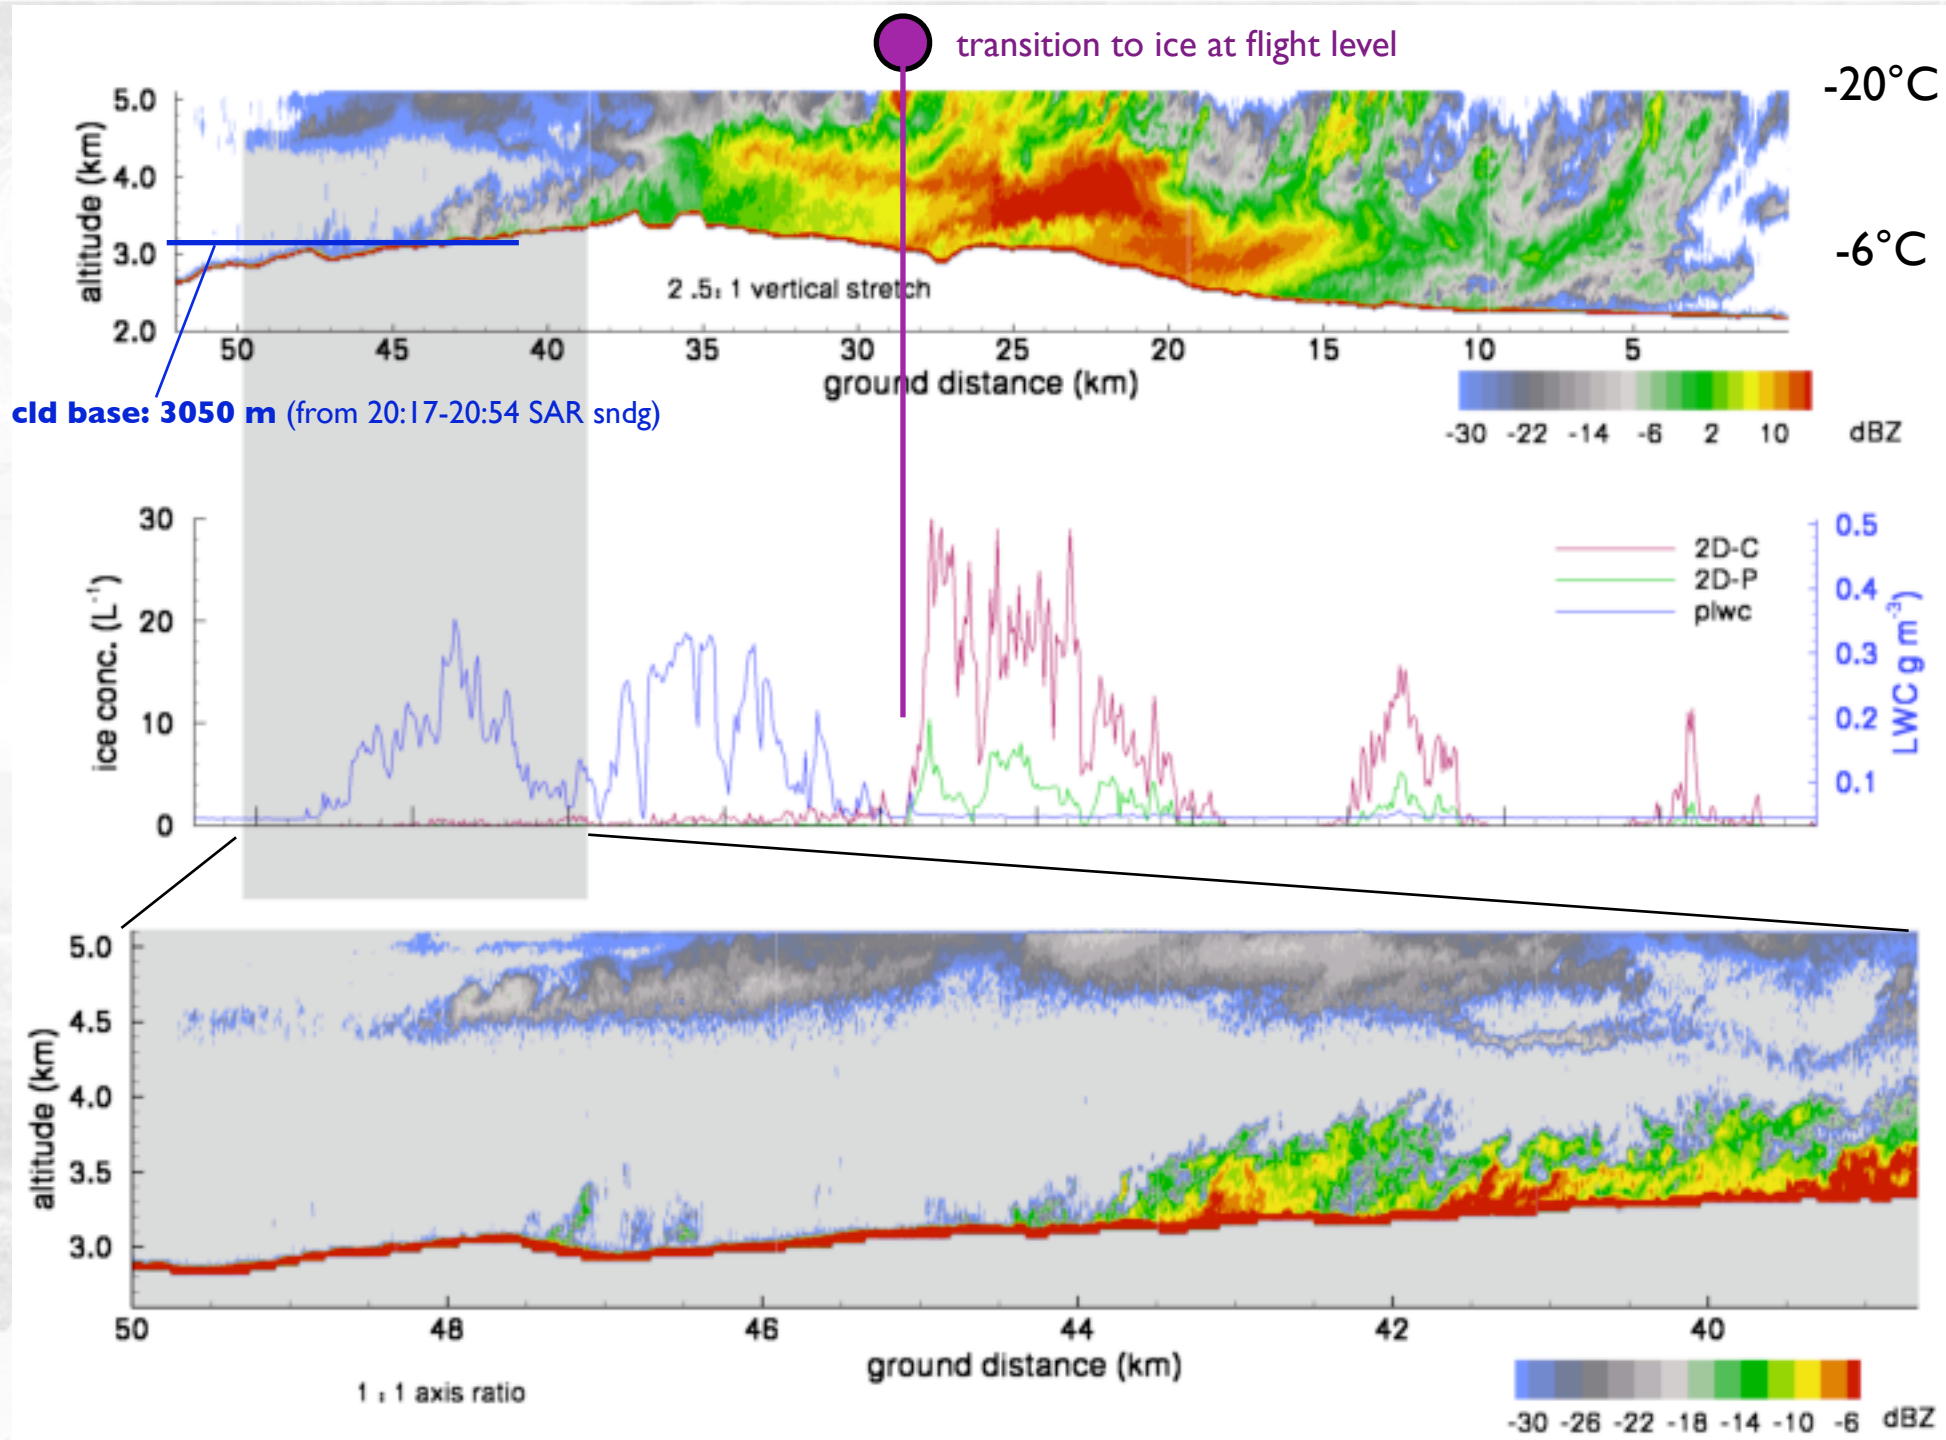 transition to ice at flight level
-20°C
5.0
4.0
3.0
2.0
altitude (km)
-6°C
2.5:1 vertical stretch
50 45 40 35 30 25 20 15 10 5
ground distance (km)
cld base: 3050 m (from 20:17-20:54 SAR sndg)
-30 -22 -14 -6 2 10 dBZ
30
20
10
0
ice conc. (L⁻¹)
2D-C
2D-P
plwc
0.5
0.4
0.3
0.2
0.1
LWC g m⁻³)
5.0
4.5
4.0
3.5
3.0
altitude (km)
50 48 46 44 42 40
ground distance (km)
1:1 axis ratio
-30 -26 -22 -18 -14 -10 -6 dBZ